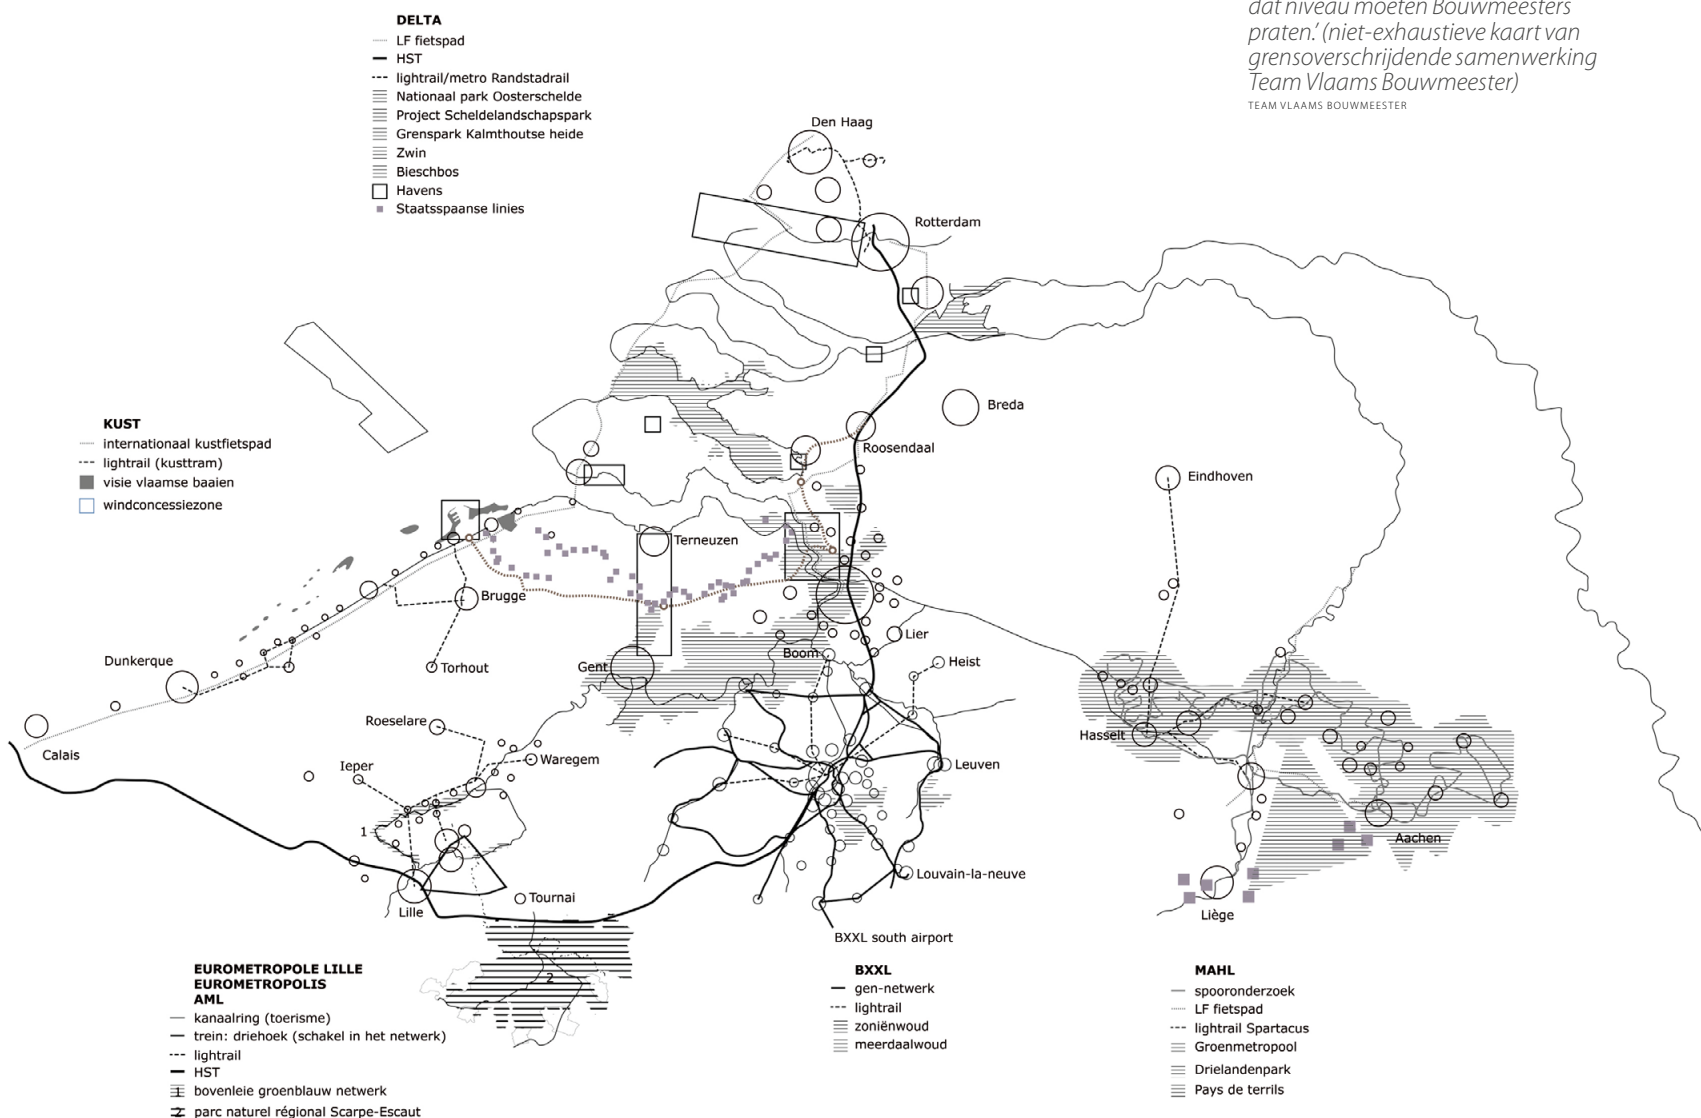 dat niveau moeten Bouwmeesters
praten.' (niet-exhaustieve kaart van
grensoverschrijdende samenwerking
Team Vlaams Bouwmeester)
TEAM VLAAMS BOUWMEESTER
DELTA
LF fietspad
HST
lightrail/metro Randstadrail
Nationaal park Oosterschelde
Project Scheldelandschapspark
Grenspark Kalmthoutse heide
Zwin
Bieschbos
Havens
Staatsspaanse linies
KUST
internationaal kustfietspad
lightrail (kusttram)
visie vlaamse baaien
windconcessiezone
Den Haag
Rotterdam
Breda
Roosendaal
Eindhoven
Terneuzen
Brugge
Lier
Dunkerque
Torhout
Gent
Boom
Heist
Roeselare
Hasselt
Calais
Ieper
Waregem
Leuven
1
Aachen
Louvain-la-neuve
Tournai
Lille
Liège
BXXL south airport
2
EUROMETROPOLE LILLE
EUROMETROPOLIS
AML
kanaalring (toerisme)
trein: driehoek (schakel in het netwerk)
lightrail
HST
1 bovenleie groenblauw netwerk
2 parc naturel régional Scarpe-Escaut
BXXL
gen-netwerk
lightrail
zoniënwoud
meerdaalwoud
MAHL
spooronderzoek
LF fietspad
lightrail Spartacus
Groenmetropool
Drielandenpark
Pays de terrils